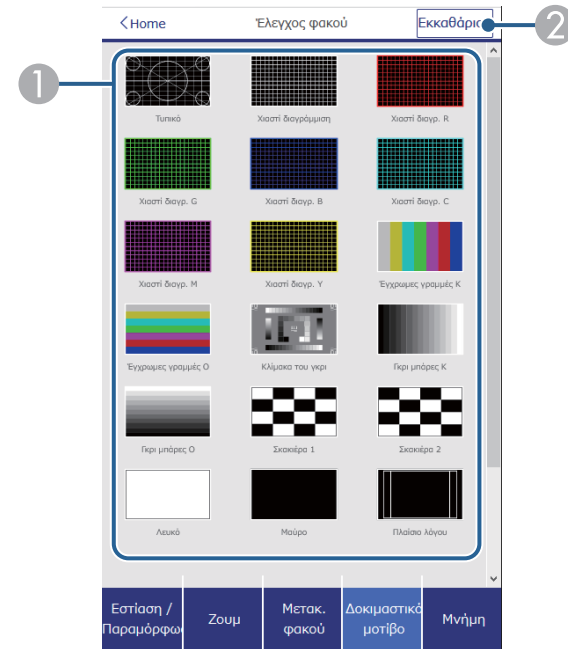 Home
Έλεγχος φακού
Εκκαθάρισ
2
1
Τυπικό
Χιαστί διαγράμμιση
Χιαστί διαγρ. R
Χιαστί διαγρ. G
Χιαστί διαγρ. B
Χιαστί διαγρ. C
Χιαστί διαγρ. M
Χιαστί διαγρ. Y
Έγχρωμες γραμμές Κ
Έγχρωμες γραμμές Ο
Κλίμακα του γκρι
Γκρι μπάρες Κ
Γκρι μπάρες Ο
Σκακιέρα 1
Σκακιέρα 2
Λευκό
Μαύρο
Πλαίσιο λόγου
Εστίαση /
Παραμόρφω
Ζουμ
Μετακ.
φακού
Δοκιμαστικό
μοτίβο
Μνήμη